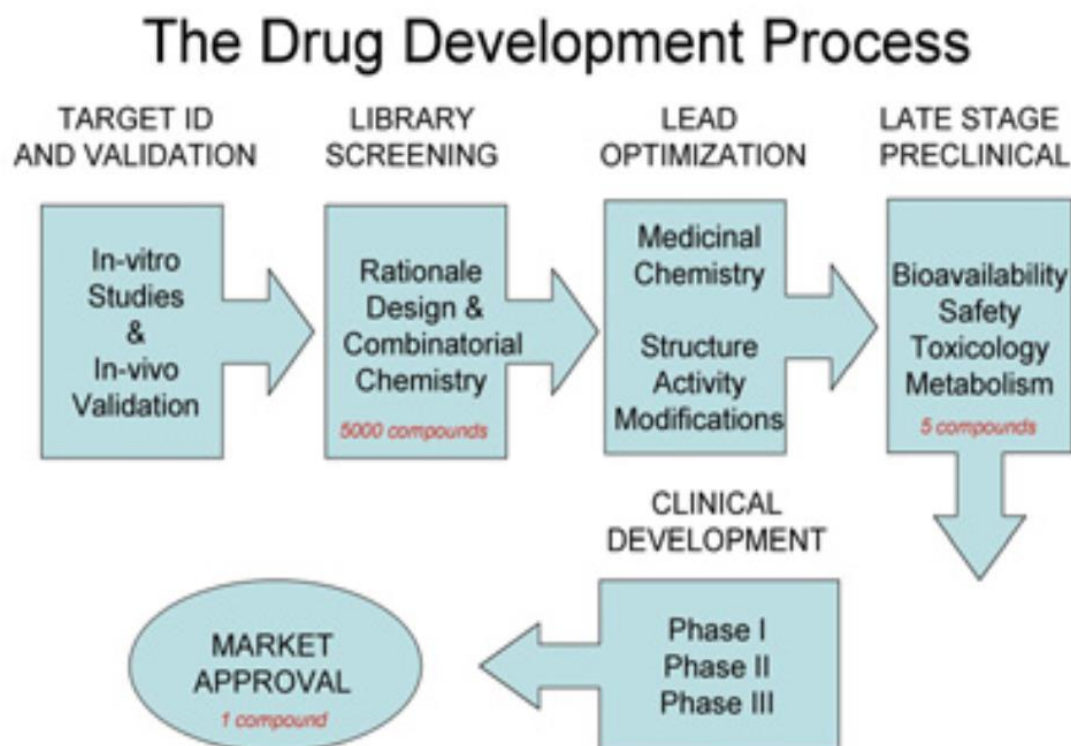 The Drug Development Process
TARGET ID
AND VALIDATION
In-vitro
Studies
&
In-vivo
Validation
LIBRARY
SCREENING
Rationale
Design &
Combinatorial
Chemistry
5000 compounds
LEAD
OPTIMIZATION
Medicinal
Chemistry
Structure
Activity
Modifications
LATE STAGE
PRECLINICAL
Bioavailability
Safety
Toxicology
Metabolism
5 compounds
CLINICAL
DEVELOPMENT
Phase I
Phase II
Phase III
MARKET
APPROVAL
1 compound